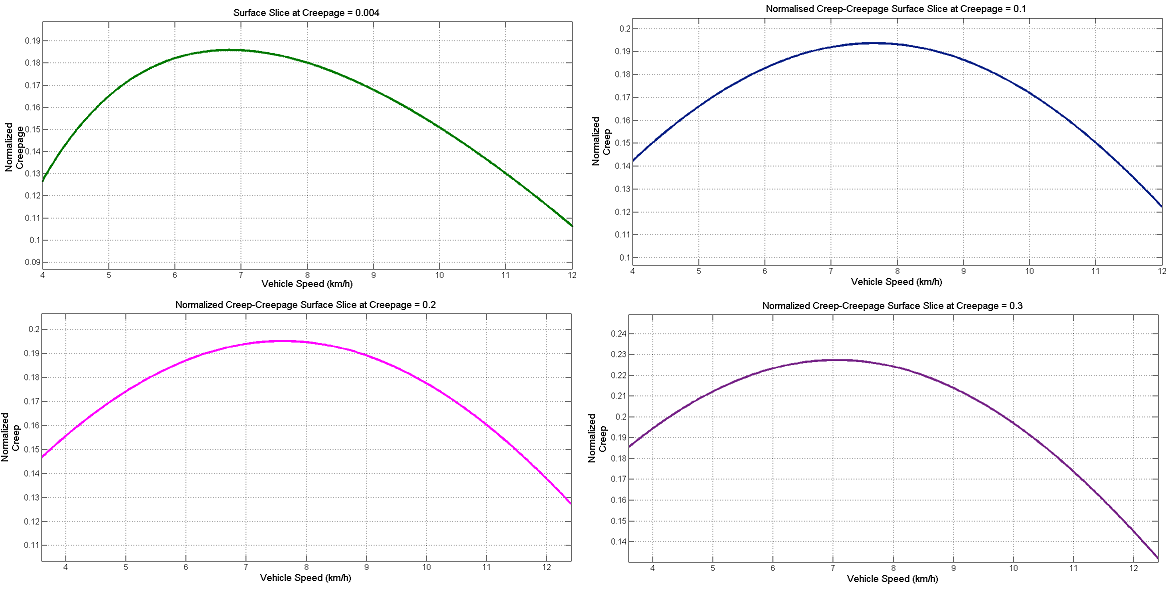 Surface Slice at Creepage = 0.004
0.19
0.18
0.17
0.16
0.15
0.14
0.13
0.12
0.11
0.1
0.09
Normalized
Creepage
4 5 6 7 8 9 10 11 12
Vehicle Speed (km/h)
Normalised Creep-Creepage Surface Slice at Creepage = 0.1
0.2
0.19
0.18
0.17
0.16
0.15
0.14
0.13
0.12
0.11
0.1
Normalized
Creep
4 5 6 7 8 9 10 11 12
Vehicle Speed (km/h)
Normalized Creep-Creepage Surface Slice at Creepage = 0.2
0.2
0.19
0.18
0.17
0.16
0.15
0.14
0.13
0.12
0.11
Normalized
Creep
4 5 6 7 8 9 10 11 12
Vehicle Speed (km/h)
Normalized Creep-Creepage Surface Slice at Creepage = 0.3
0.24
0.23
0.22
0.21
0.2
0.19
0.18
0.17
0.16
0.15
0.14
Normalized
Creep
4 5 6 7 8 9 10 11 12
Vehicle Speed (km/h)